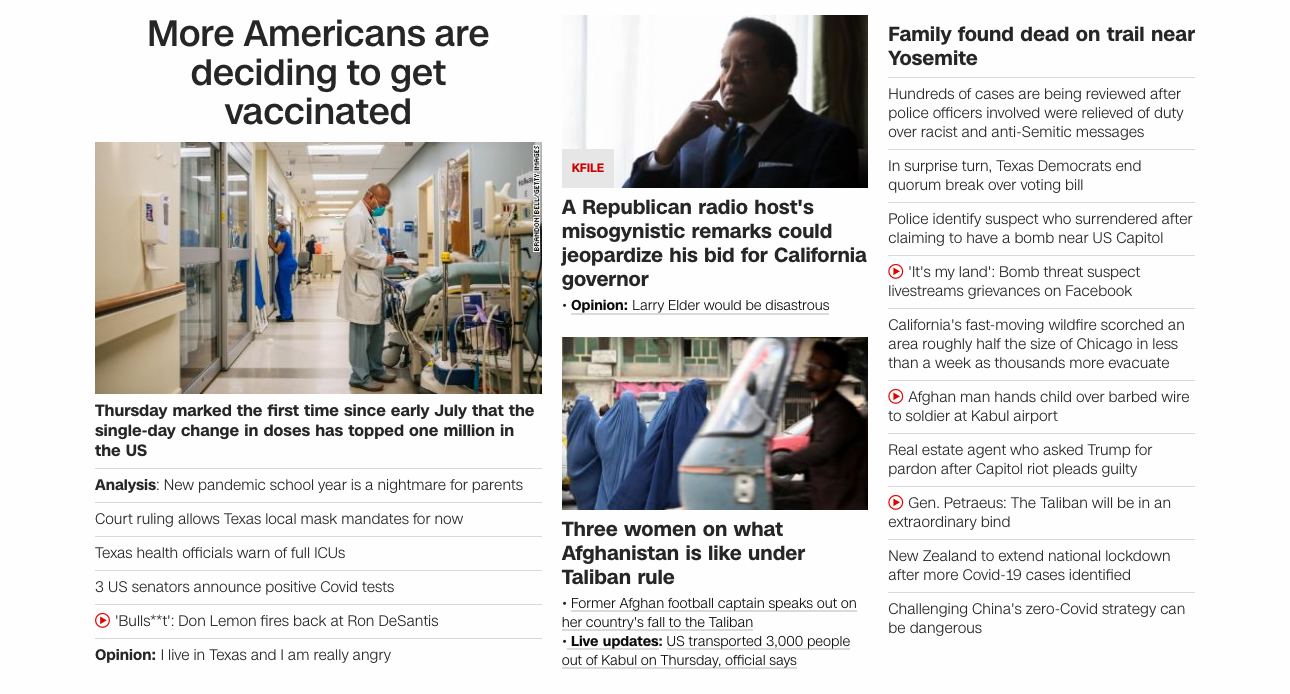 More Americans are
deciding to get
vaccinated
BRANDON BELL/GETTY IMAGES
Thursday marked the first time since early July that the
single-day change in doses has topped one million in
the US
Analysis: New pandemic school year is a nightmare for parents
Court ruling allows Texas local mask mandates for now
Texas health officials warn of full ICUs
3 US senators announce positive Covid tests
'Bulls**t': Don Lemon fires back at Ron DeSantis
Opinion: I live in Texas and I am really angry
KFILE
A Republican radio host's
misogynistic remarks could
jeopardize his bid for California
governor
• Opinion: Larry Elder would be disastrous
Three women on what
Afghanistan is like under
Taliban rule
• Former Afghan football captain speaks out on
her country's fall to the Taliban
• Live updates: US transported 3,000 people
out of Kabul on Thursday, official says
Family found dead on trail near
Yosemite
Hundreds of cases are being reviewed after
police officers involved were relieved of duty
over racist and anti-Semitic messages
In surprise turn, Texas Democrats end
quorum break over voting bill
Police identify suspect who surrendered after
claiming to have a bomb near US Capitol
'It's my land': Bomb threat suspect
livestreams grievances on Facebook
California's fast-moving wildfire scorched an
area roughly half the size of Chicago in less
than a week as thousands more evacuate
Afghan man hands child over barbed wire
to soldier at Kabul airport
Real estate agent who asked Trump for
pardon after Capitol riot pleads guilty
Gen. Petraeus: The Taliban will be in an
extraordinary bind
New Zealand to extend national lockdown
after more Covid-19 cases identified
Challenging China's zero-Covid strategy can
be dangerous